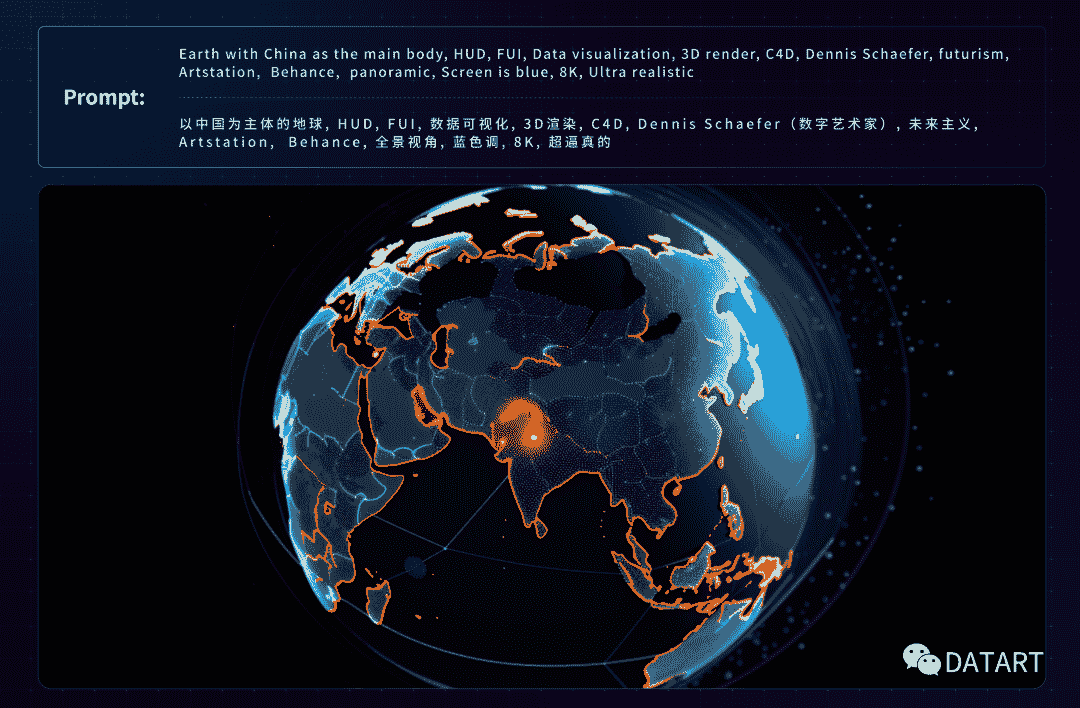 Prompt:
Earth with China as the main body, HUD, FUI, Data visualization, 3D render, C4D, Dennis Schaefer, futurism,
Artstation, Behance, panoramic, Screen is blue, 8K, Ultra realistic
以中国为主体的地球, HUD, FUI, 数据可视化, 3D渲染, C4D, Dennis Schaefer（数字艺术家）, 未来主义,
Artstation, Behance, 全景视角, 蓝色调, 8K, 超逼真的
DATART